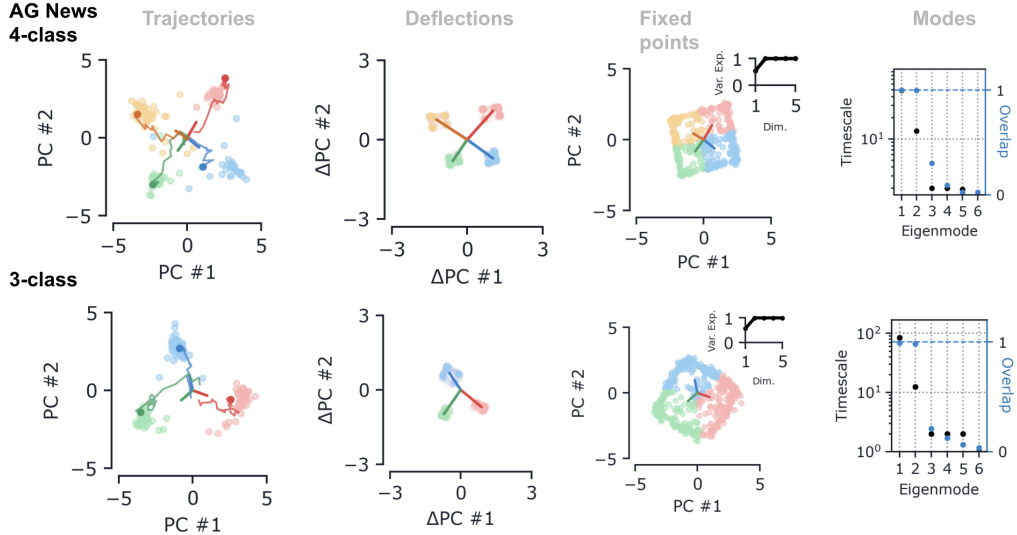 AG News
4-class
Trajectories
Deflections
Fixed
points
Modes
5
0
−5
PC #2
−5
0
5
PC #1
3
0
−3
ΔPC #2
−3
0
3
ΔPC #1
5
0
−5
PC #2
−5
0
5
PC #1
Var. Exp.
1
0
1
5
Dim.
Timescale
10¹
1
0
Overlap
1 2 3 4 5 6
Eigenmode
3-class
5
0
−5
PC #2
−5
0
5
PC #1
3
0
−3
ΔPC #2
−3
0
3
ΔPC #1
5
0
−5
PC #2
−5
0
5
PC #1
Var. Exp.
1
0
1
5
Dim.
Timescale
10²
10¹
10⁰
1
0
Overlap
1 2 3 4 5 6
Eigenmode